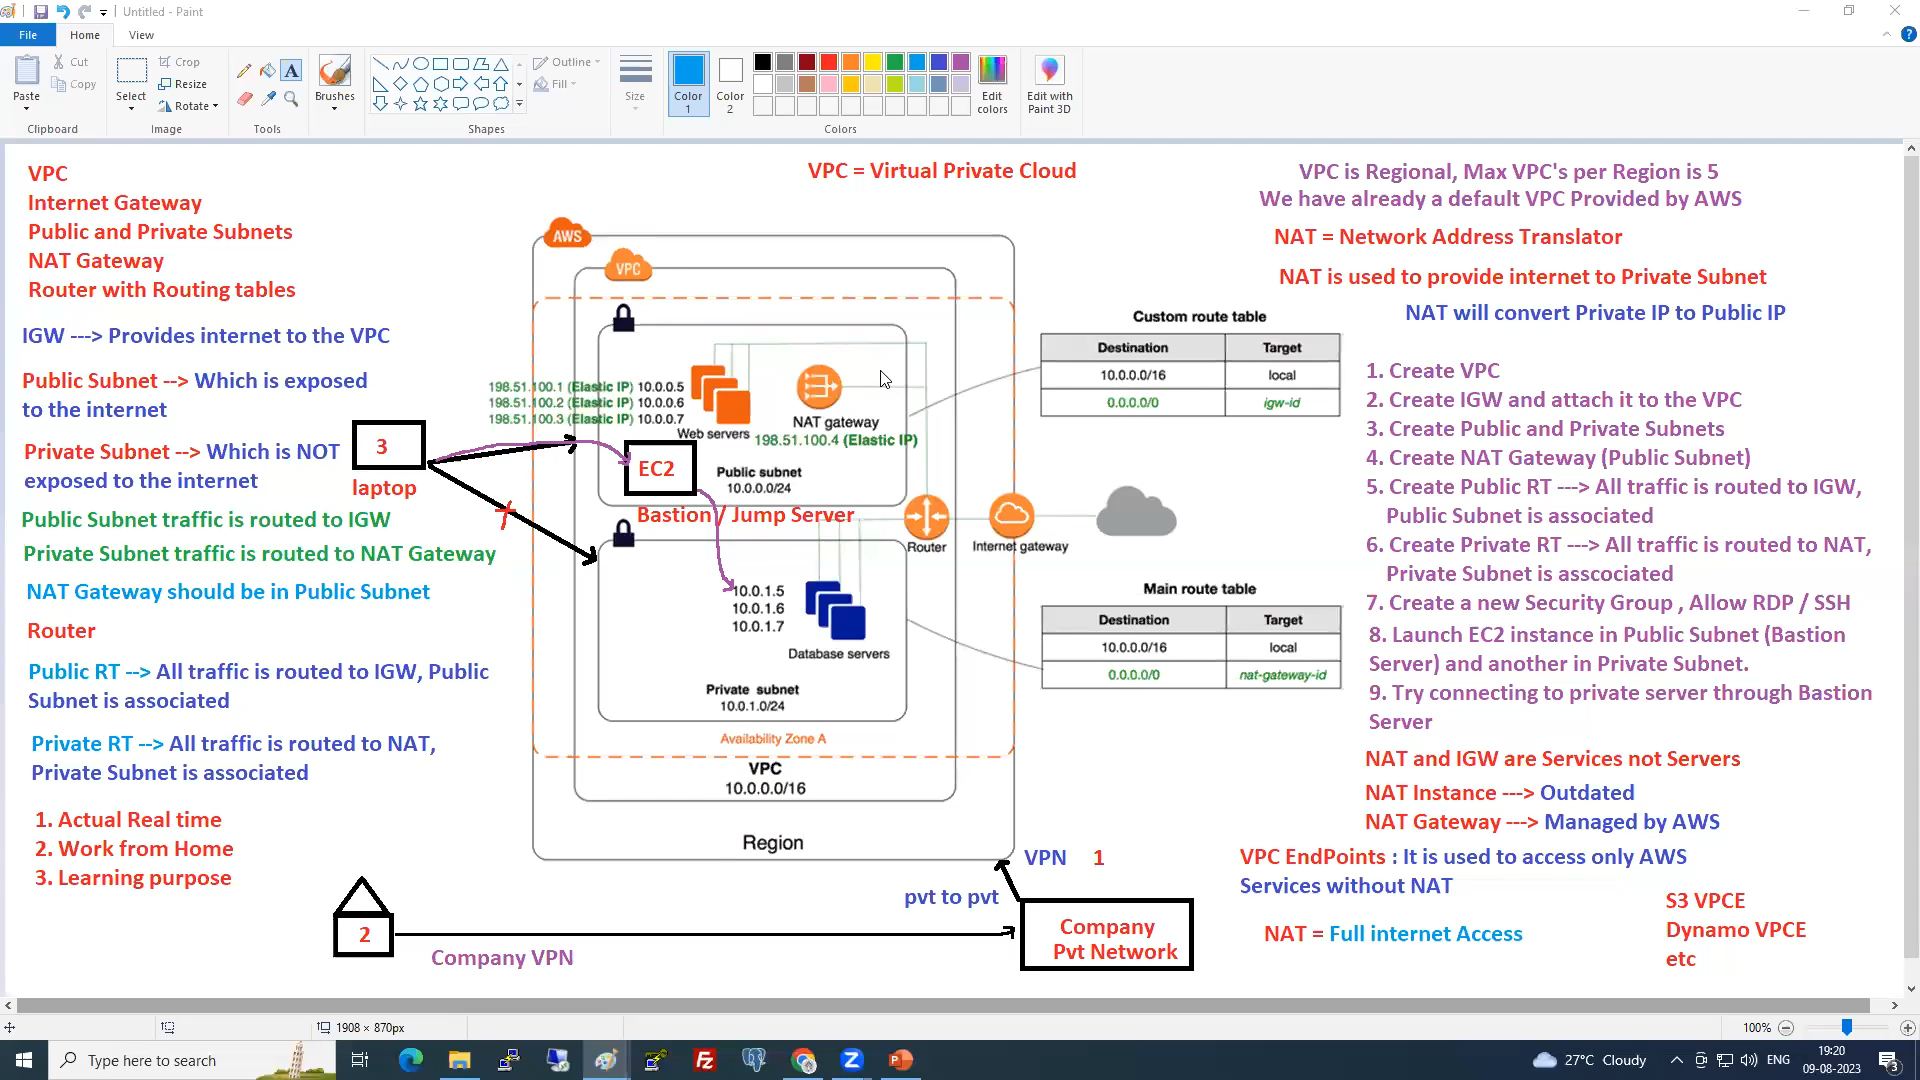 Untitled - Paint
File
Home
View
Paste
Cut
Copy
Clipboard
Select
Crop
Resize
Rotate
Image
A
Tools
Brushes
Outline
Fill
Shapes
Size
Color 1
Color 2
Edit colors
Colors
Edit with Paint 3D
VPC
Internet Gateway
Public and Private Subnets
NAT Gateway
Router with Routing tables
IGW ---> Provides internet to the VPC
Public Subnet --> Which is exposed
to the internet
Private Subnet --> Which is NOT
exposed to the internet
Public Subnet traffic is routed to IGW
Private Subnet traffic is routed to NAT Gateway
NAT Gateway should be in Public Subnet
Router
Public RT --> All traffic is routed to IGW, Public
Subnet is associated
Private RT --> All traffic is routed to NAT,
Private Subnet is associated
1. Actual Real time
2. Work from Home
3. Learning purpose
3
laptop
2
Company VPN
VPC = Virtual Private Cloud
AWS
VPC
198.51.100.1 (Elastic IP) 10.0.0.5
198.51.100.2 (Elastic IP) 10.0.0.6
198.51.100.3 (Elastic IP) 10.0.0.7
Web servers
NAT gateway
198.51.100.4 (Elastic IP)
EC2
Public subnet
10.0.0.0/24
Bastion / Jump Server
Router
Internet gateway
10.0.1.5
10.0.1.6
10.0.1.7
Database servers
Private subnet
10.0.1.0/24
Availability Zone A
VPC
10.0.0.0/16
Region
VPN 1
pvt to pvt
Company
Pvt Network
Custom route table
Destination Target
10.0.0.0/16 local
0.0.0.0/0 igw-id
Main route table
Destination Target
10.0.0.0/16 local
0.0.0.0/0 nat-gateway-id
VPC is Regional, Max VPC's per Region is 5
We have already a default VPC Provided by AWS
NAT = Network Address Translator
NAT is used to provide internet to Private Subnet
NAT will convert Private IP to Public IP
1. Create VPC
2. Create IGW and attach it to the VPC
3. Create Public and Private Subnets
4. Create NAT Gateway (Public Subnet)
5. Create Public RT ---> All traffic is routed to IGW,
Public Subnet is associated
6. Create Private RT ---> All traffic is routed to NAT,
Private Subnet is asscociated
7. Create a new Security Group , Allow RDP / SSH
8. Launch EC2 instance in Public Subnet (Bastion
Server) and another in Private Subnet.
9. Try connecting to private server through Bastion
Server
NAT and IGW are Services not Servers
NAT Instance ---> Outdated
NAT Gateway ---> Managed by AWS
VPC EndPoints : It is used to access only AWS
Services without NAT
NAT = Full internet Access
S3 VPCE
Dynamo VPCE
etc
1908 × 870px
100%
Type here to search
27°C Cloudy
ENG
19:20
09-08-2023
3